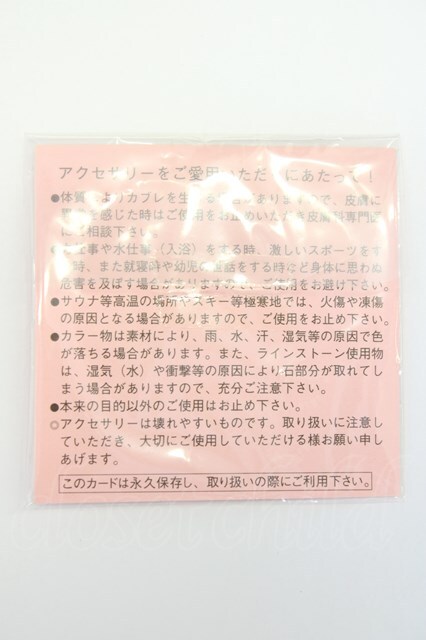 アクセサリーをご愛用いただくにあたって！
●体質によりカブレを生じる場合がありますので、皮膚に
異常を感じた時はご使用をお止めいただき皮膚科専門医
にご相談下さい。
●お仕事や水仕事（入浴）をする時、激しいスポーツをす
る時、また就寝時や幼児の世話をする時など身体に思わぬ
危害を及ぼす場合がありますので、ご使用をお避け下さい。
●サウナ等高温の場所やスキー等極寒地では、火傷や凍傷
の原因となる場合がありますので、ご使用をお止め下さい。
●カラー物は素材により、雨、水、汗、湿気等の原因で色
が落ちる場合があります。また、ラインストーン使用物
は、湿気（水）や衝撃等の原因により石部分が取れてし
まう場合がありますので、充分ご注意下さい。
●本来の目的以外のご使用はお止め下さい。
◎アクセサリーは壊れやすいものです。取り扱いに注意し
ていただき、大切にご使用していただける様お願い申し
あげます。
このカードは永久保存し、取り扱いの際にご利用下さい。